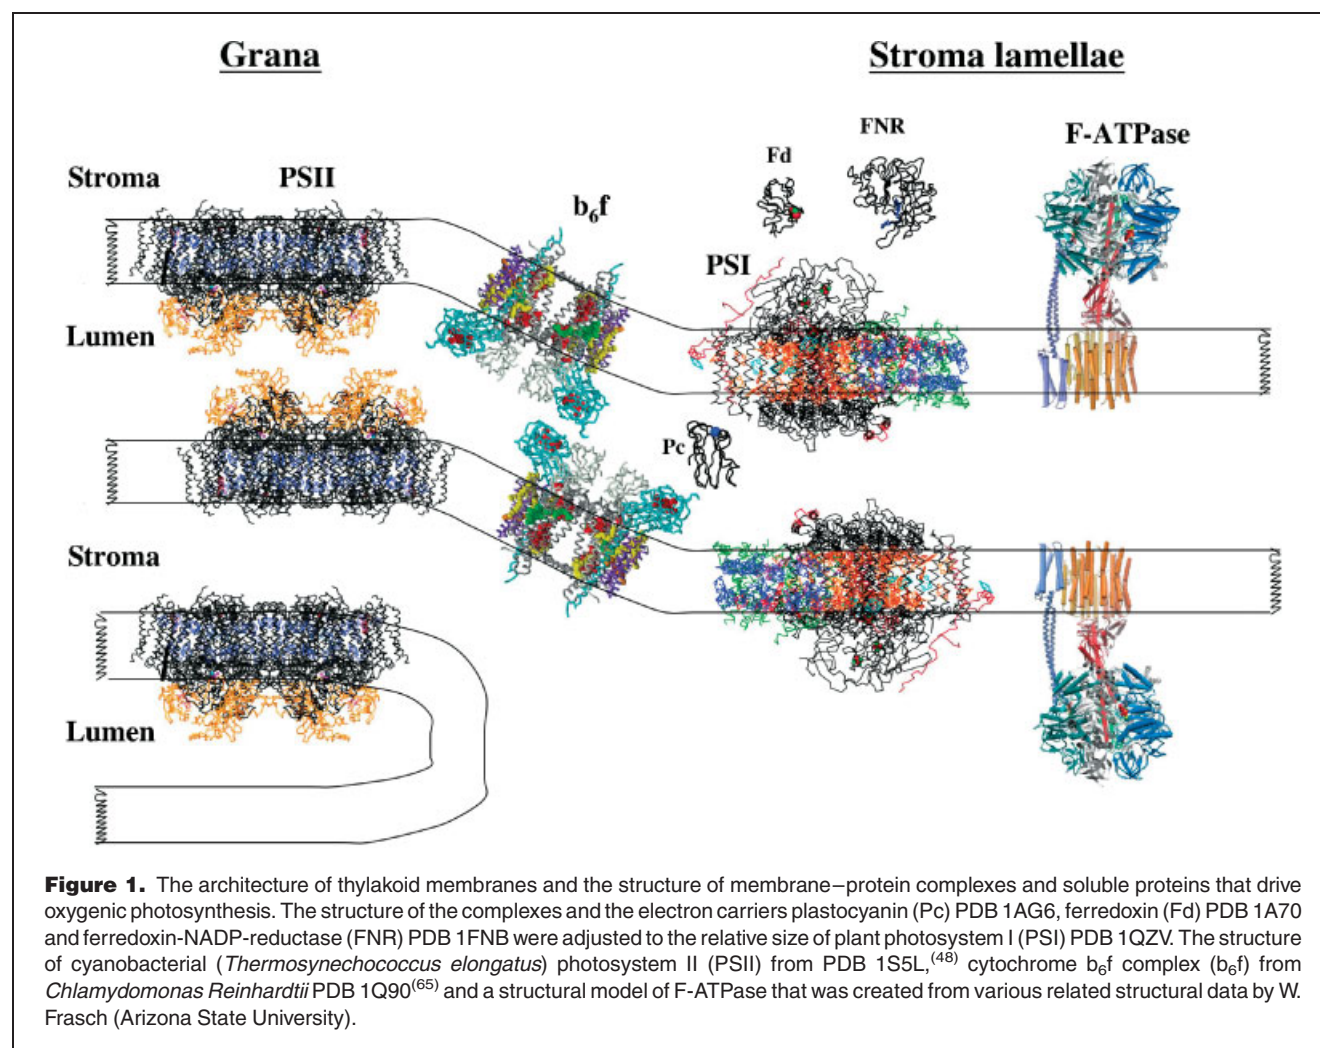 Grana
Stroma lamellae
FNR
F-ATPase
Fd
Stroma
PSII
b6f
PSI
Lumen
Pc
Stroma
Lumen
Figure 1. The architecture of thylakoid membranes and the structure of membrane–protein complexes and soluble proteins that drive
oxygenic photosynthesis. The structure of the complexes and the electron carriers plastocyanin (Pc) PDB 1AG6, ferredoxin (Fd) PDB 1A70
and ferredoxin-NADP-reductase (FNR) PDB 1FNB were adjusted to the relative size of plant photosystem I (PSI) PDB 1QZV. The structure
of cyanobacterial (Thermosynechococcus elongatus) photosystem II (PSII) from PDB 1S5L,(48) cytochrome b6f complex (b6f) from
Chlamydomonas Reinhardtii PDB 1Q90(65) and a structural model of F-ATPase that was created from various related structural data by W.
Frasch (Arizona State University).